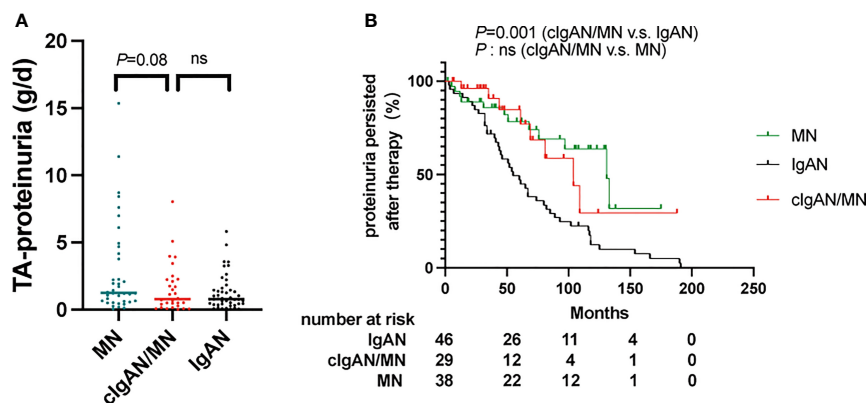 A
TA-proteinuria (g/d)
20
15
10
5
0
P=0.08
ns
MN
cIgAN/MN
IgAN
B
P=0.001 (cIgAN/MN v.s. IgAN)
P : ns (cIgAN/MN v.s. MN)
proteinuria persisted
after therapy (%)
100
50
0
0 50 100 150 200 250
Months
MN
IgAN
cIgAN/MN
number at risk
IgAN 46 26 11 4 0
cIgAN/MN 29 12 4 1 0
MN 38 22 12 1 0